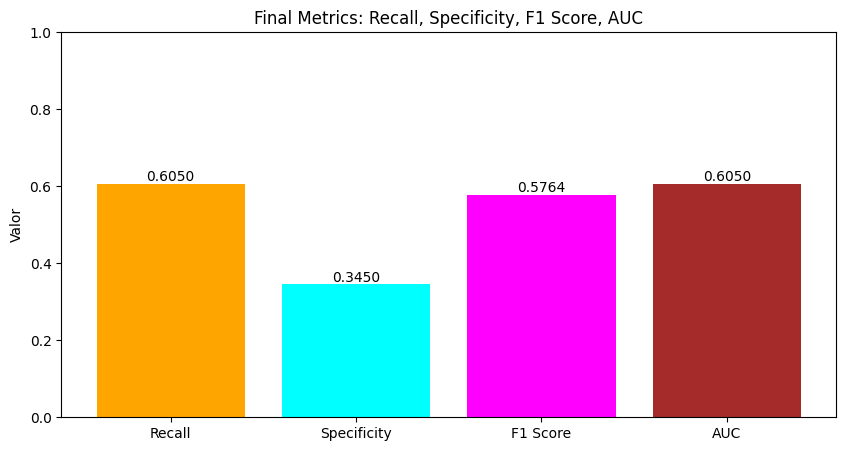 Final Metrics: Recall, Specificity, F1 Score, AUC
1.0
0.8
0.6
0.4
0.2
0.0
Valor
0.6050
0.3450
0.5764
0.6050
Recall
Specificity
F1 Score
AUC